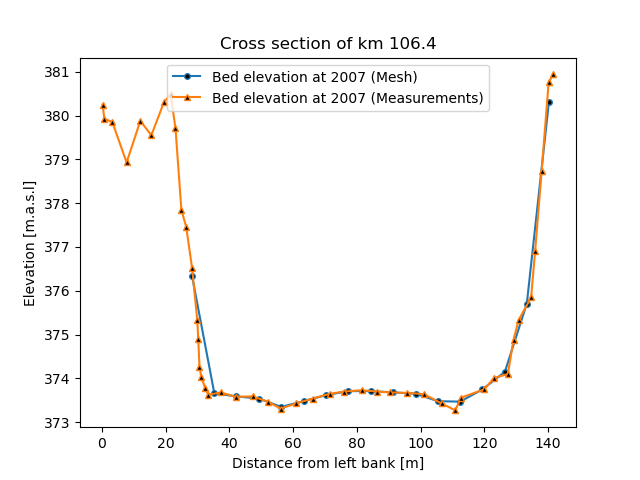 Cross section of km 106.4
Bed elevation at 2007 (Mesh)
Bed elevation at 2007 (Measurements)
Elevation [m.a.s.l]
381
380
379
378
377
376
375
374
373
0 20 40 60 80 100 120 140
Distance from left bank [m]